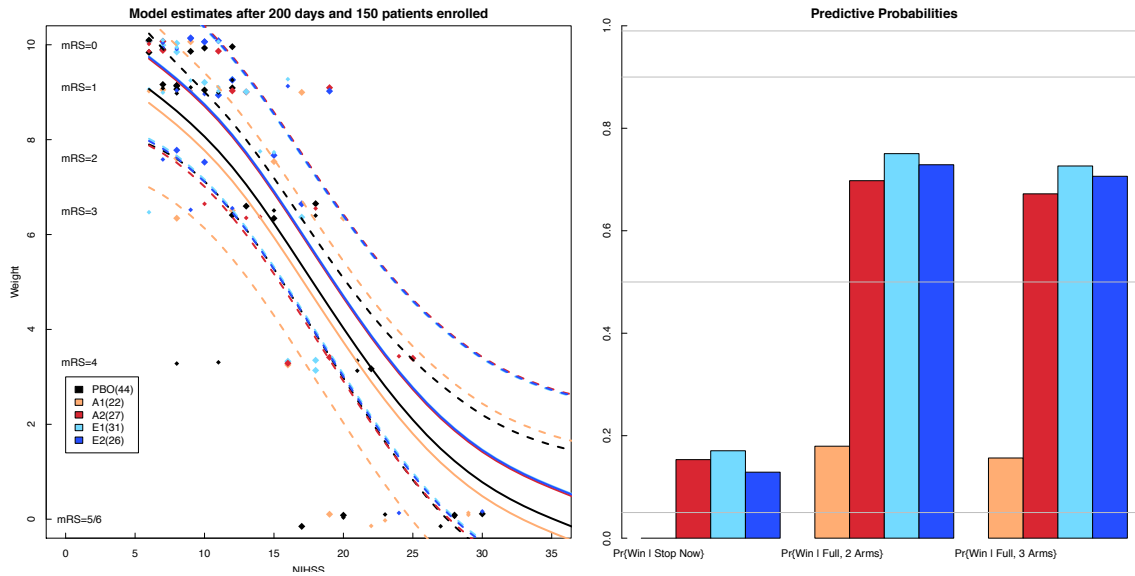 Model estimates after 200 days and 150 patients enrolled
Weight
10
8
6
4
2
0
mRS=0
mRS=1
mRS=2
mRS=3
mRS=4
mRS=5/6
PBO(44)
A1(22)
A2(27)
E1(31)
E2(26)
0
5
10
15
20
25
30
35
NIHSS
Predictive Probabilities
1.0
0.8
0.6
0.4
0.2
0.0
Pr{Win | Stop Now}
Pr{Win | Full, 2 Arms}
Pr{Win | Full, 3 Arms}